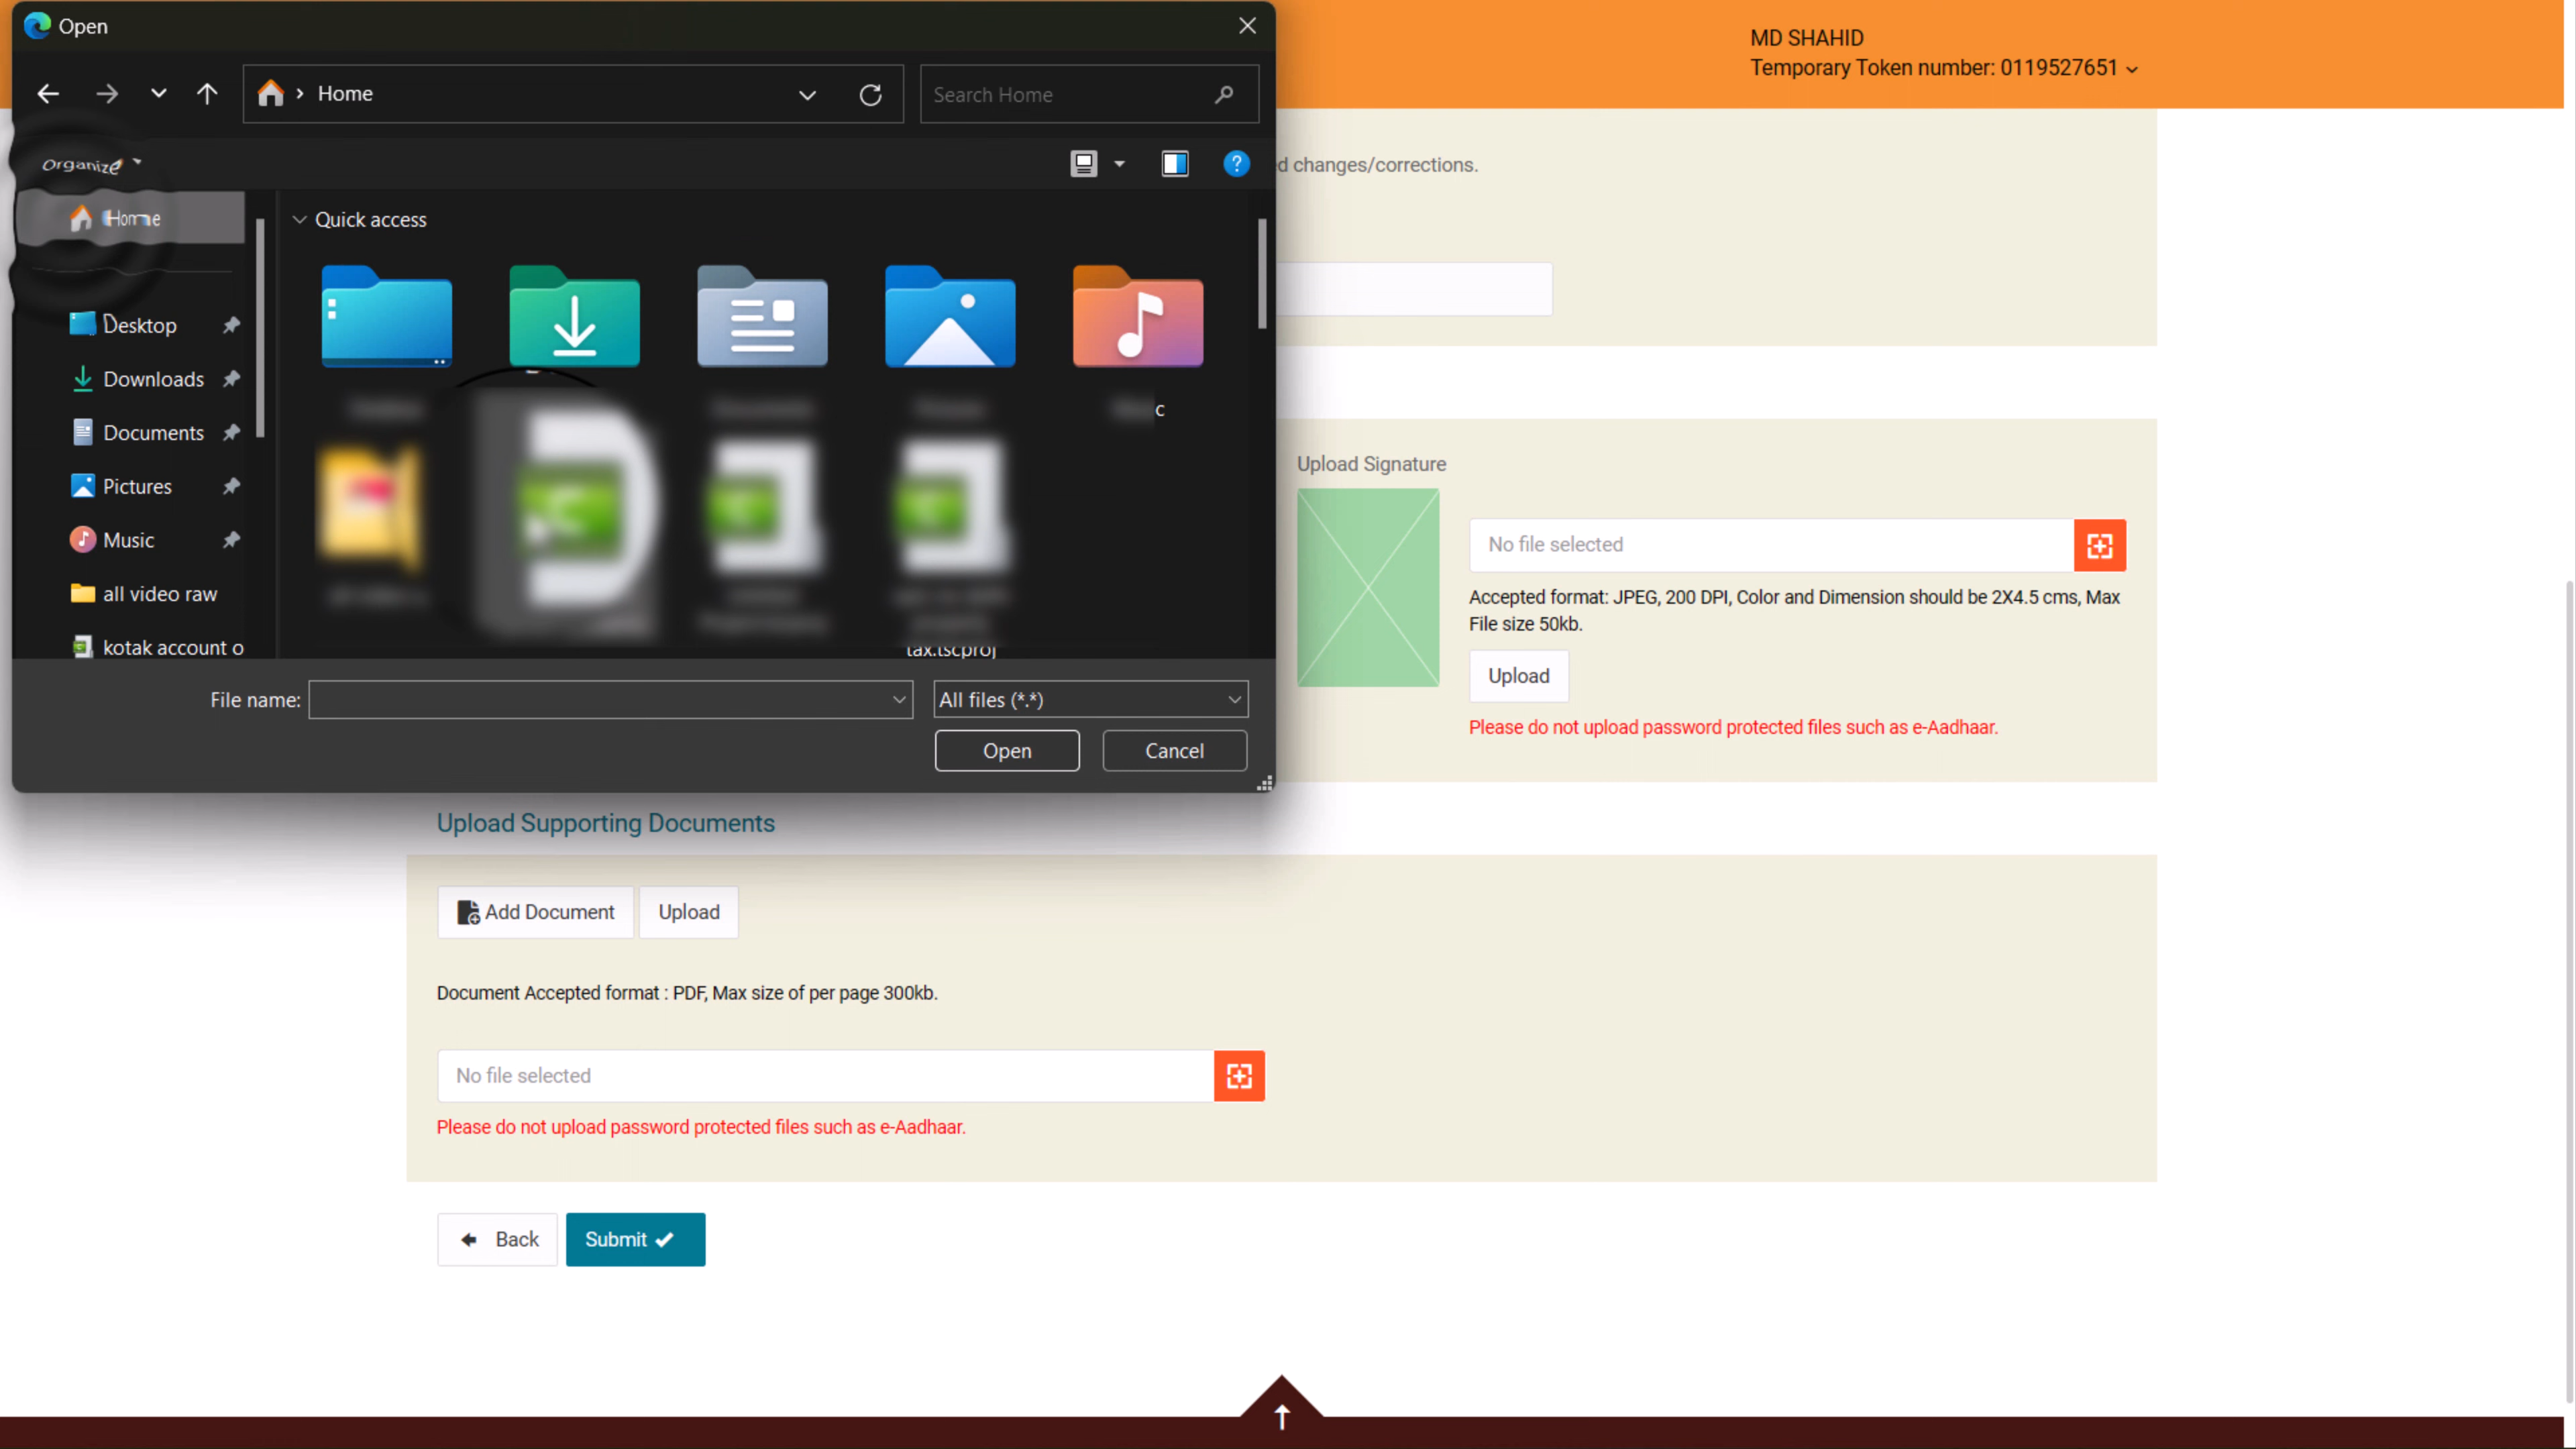 Open
MD SHAHID
Temporary Token number: 0119527651
Home
Search Home
Organize
d changes/corrections.
Home
Quick access
Desktop
Downloads
Documents
Pictures
Music
all video raw
kotak account o
c
tax.tscproj
Upload Signature
No file selected
Accepted format: JPEG, 200 DPI, Color and Dimension should be 2X4.5 cms, Max
File size 50kb.
Upload
Please do not upload password protected files such as e-Aadhaar.
File name:
All files (*.*)
Open
Cancel
Upload Supporting Documents
Add Document
Upload
Document Accepted format : PDF, Max size of per page 300kb.
No file selected
Please do not upload password protected files such as e-Aadhaar.
Back
Submit